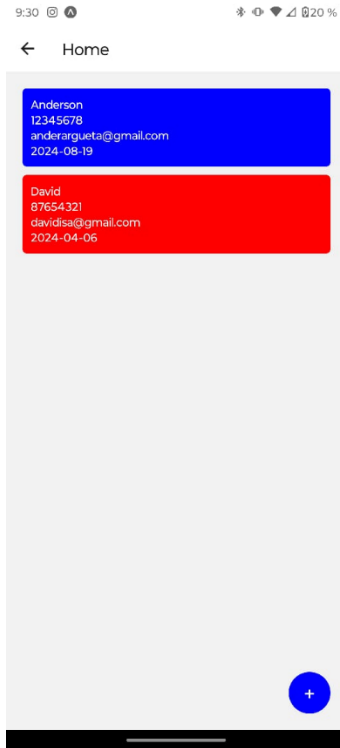 9:30
20 %
Home
Anderson
12345678
anderargueta@gmail.com
2024-08-19
David
87654321
davidisa@gmail.com
2024-04-06
+